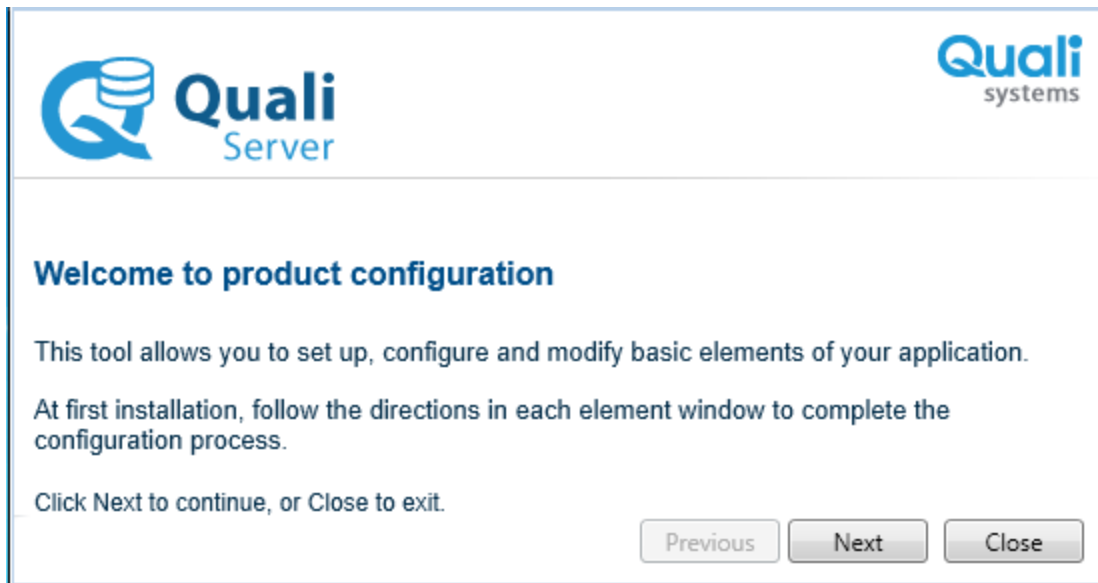 Quali
Server
Quali
systems
Welcome to product configuration
This tool allows you to set up, configure and modify basic elements of your application.
At first installation, follow the directions in each element window to complete the
configuration process.
Click Next to continue, or Close to exit.
Previous
Next
Close